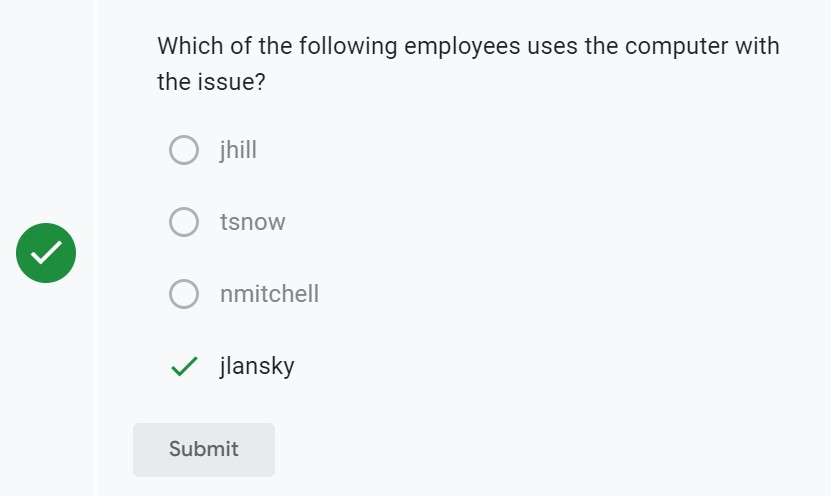 Which of the following employees uses the computer with
the issue?
jhill
tsnow
nmitchell
jlansky
Submit